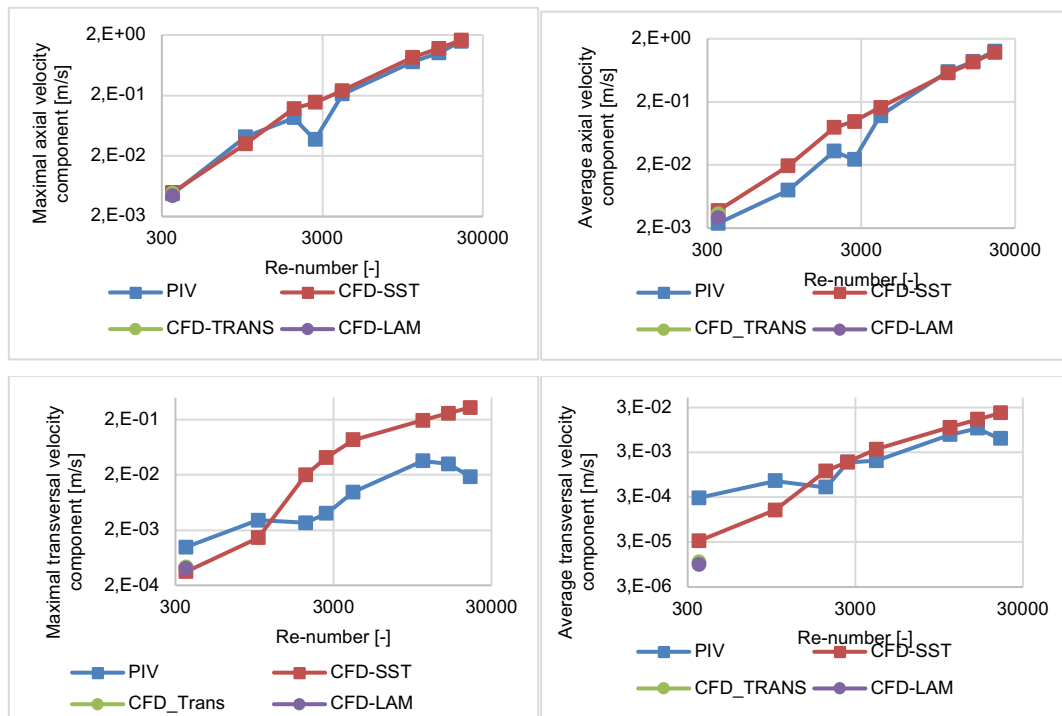 Maximal axial velocity
component [m/s]
2,E+00
2,E-01
2,E-02
2,E-03
300
3000
30000
Re-number [-]
PIV
CFD-SST
CFD-TRANS
CFD-LAM
Average axial velocity
component [m/s]
2,E+00
2,E-01
2,E-02
2,E-03
300
3000
30000
Re-number [-]
PIV
CFD-SST
CFD_TRANS
CFD-LAM
Maximal transversal velocity
component [m/s]
2,E-01
2,E-02
2,E-03
2,E-04
300
3000
30000
Re-number [-]
PIV
CFD-SST
CFD_Trans
CFD-LAM
Average transversal velocity
component [m/s]
3,E-02
3,E-03
3,E-04
3,E-05
3,E-06
300
3000
30000
Re-number [-]
PIV
CFD-SST
CFD_TRANS
CFD-LAM